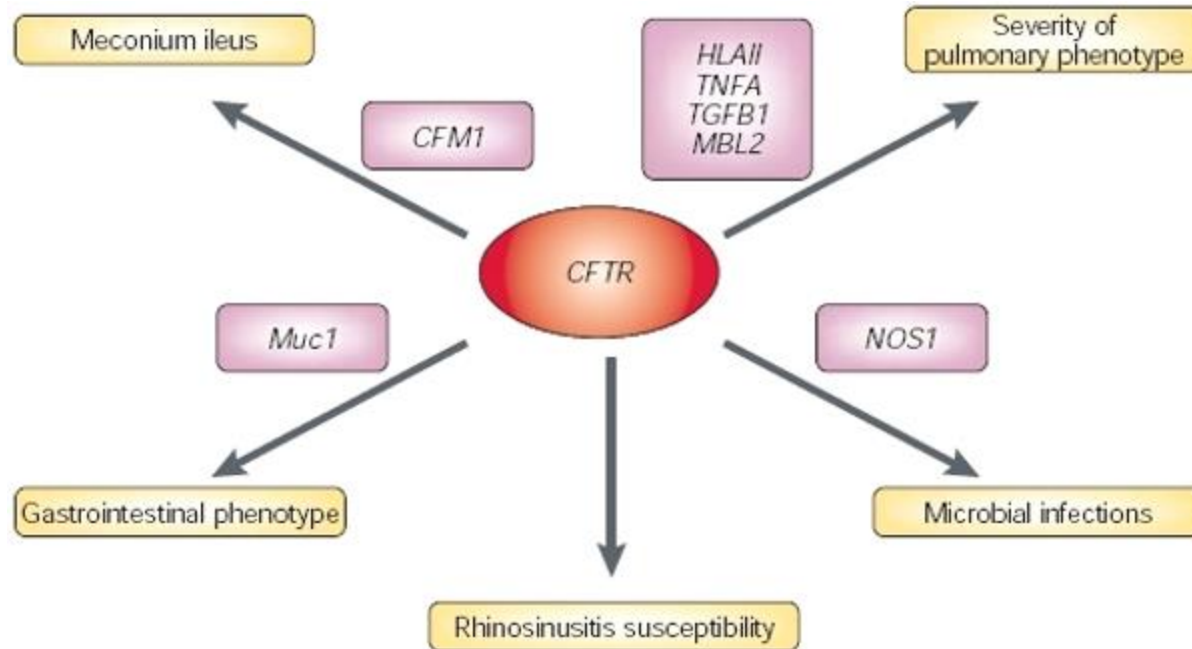 Meconium ileus
HLAII
TNFA
TGFB1
MBL2
Severity of
pulmonary phenotype
CFM1
CFTR
Muc1
NOS1
Gastrointestinal phenotype
Microbial infections
Rhinosinusitis susceptibility